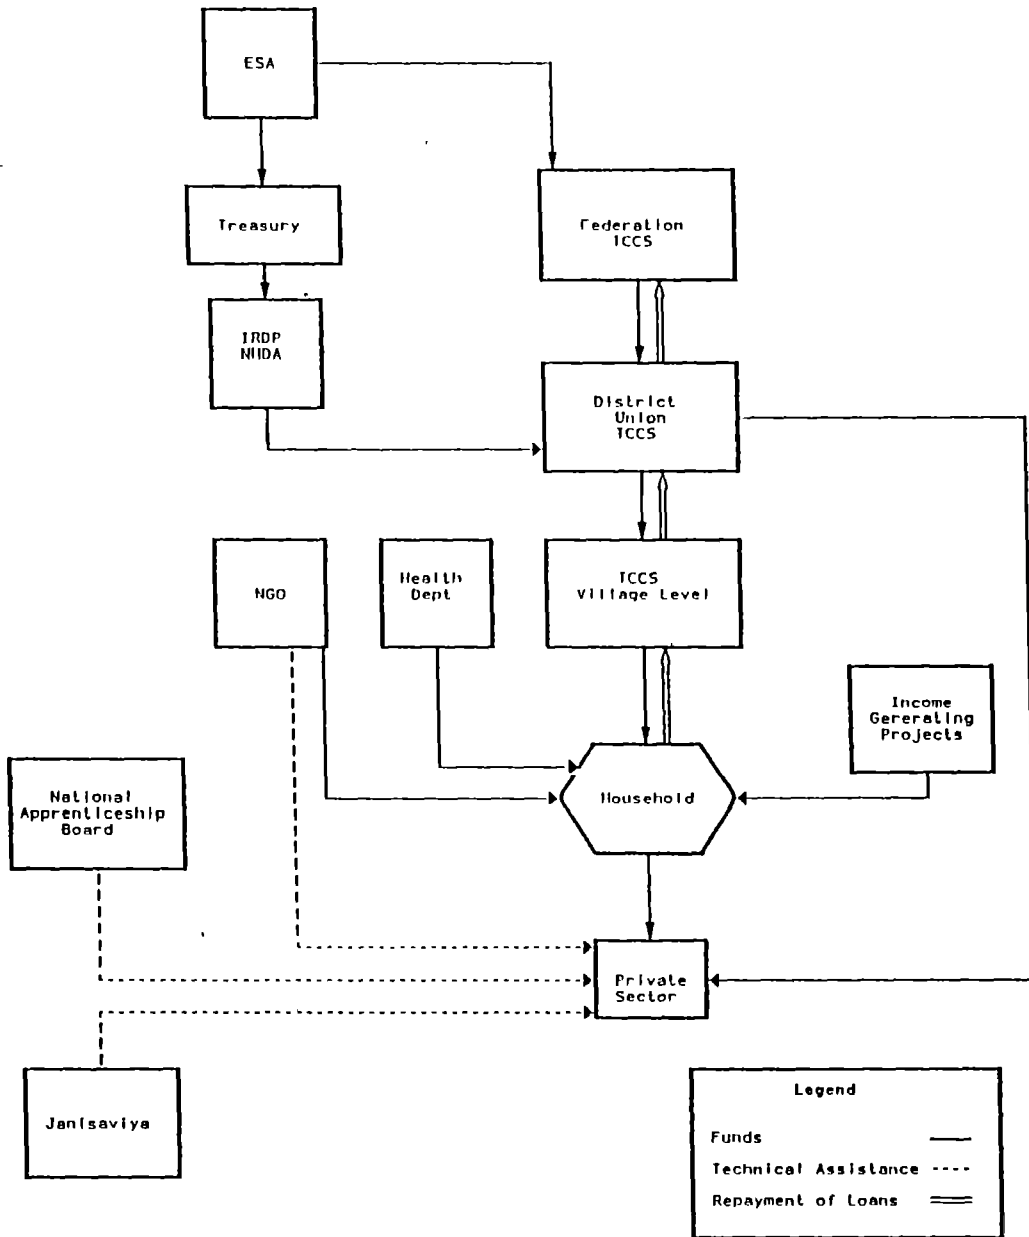 ESA
Treasury
Federation
TCCS
IRDP
NHDA
District
Union
TCCS
NGO
Health
Dept
TCCS
Village Level
Income
Gererating
Projects
National
Apprenticeship
Board
Household
Private
Sector
Janisaviya
Legend
Funds
Technical Assistance
Repayment of Loans